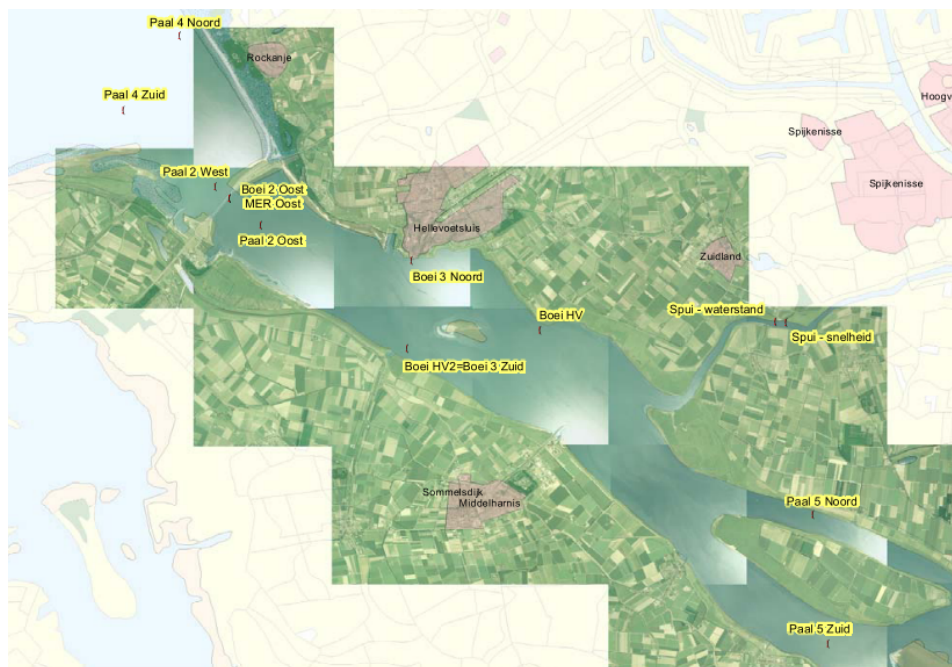 Paal 4 Noord
Rockanje
Paal 4 Zuid
Hoogv
Spijkenisse
Paal 2 West
Boei 2 Oost
MER Oost
Spijkenisse
Hellevoetsluis
Paal 2 Oost
Zuidland
Boei 3 Noord
Spui - waterstand
Boei HV
Spui - snelheid
Boei HV2=Boei 3 Zuid
Sommelsdijk
Middelharnis
Paal 5 Noord
Paal 5 Zuid